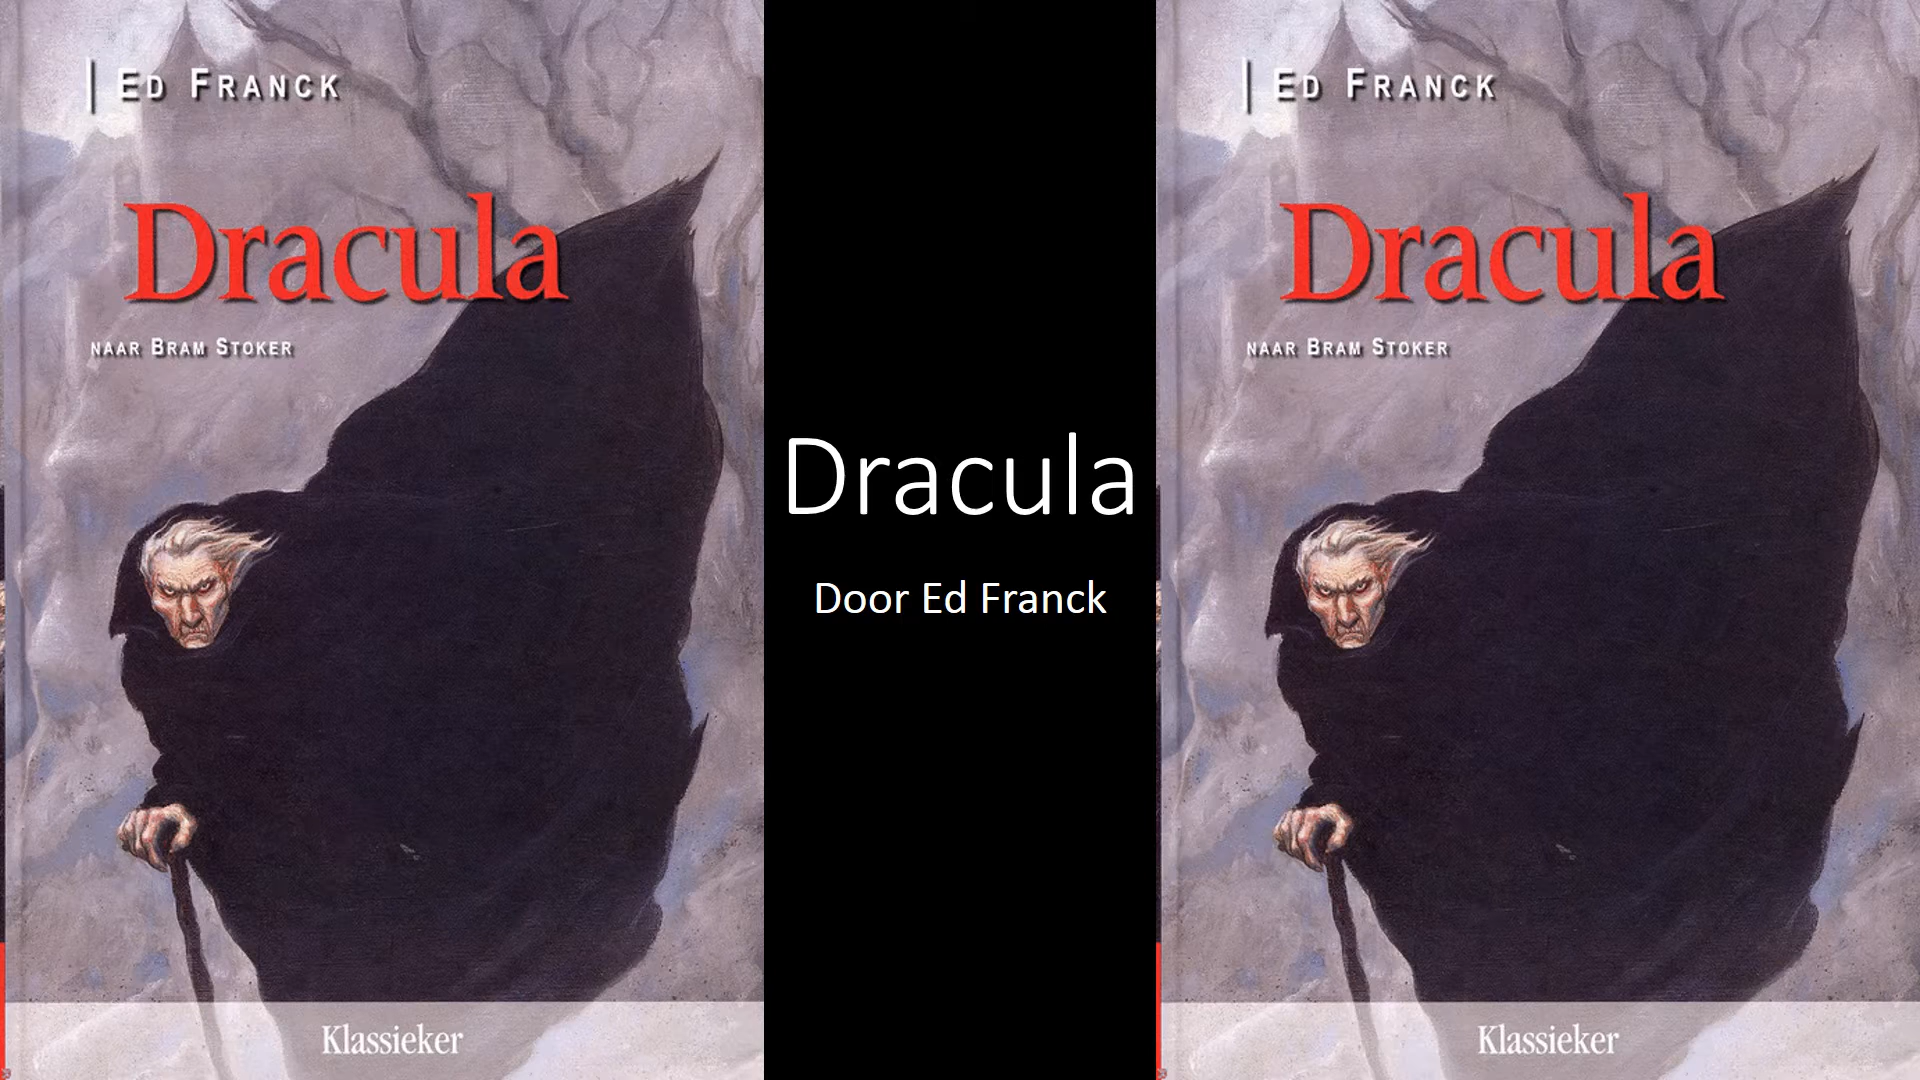 Ed Franck
Dracula
naar Bram Stoker
Klassieker
Dracula
Door Ed Franck
Ed Franck
Dracula
naar Bram Stoker
Klassieker